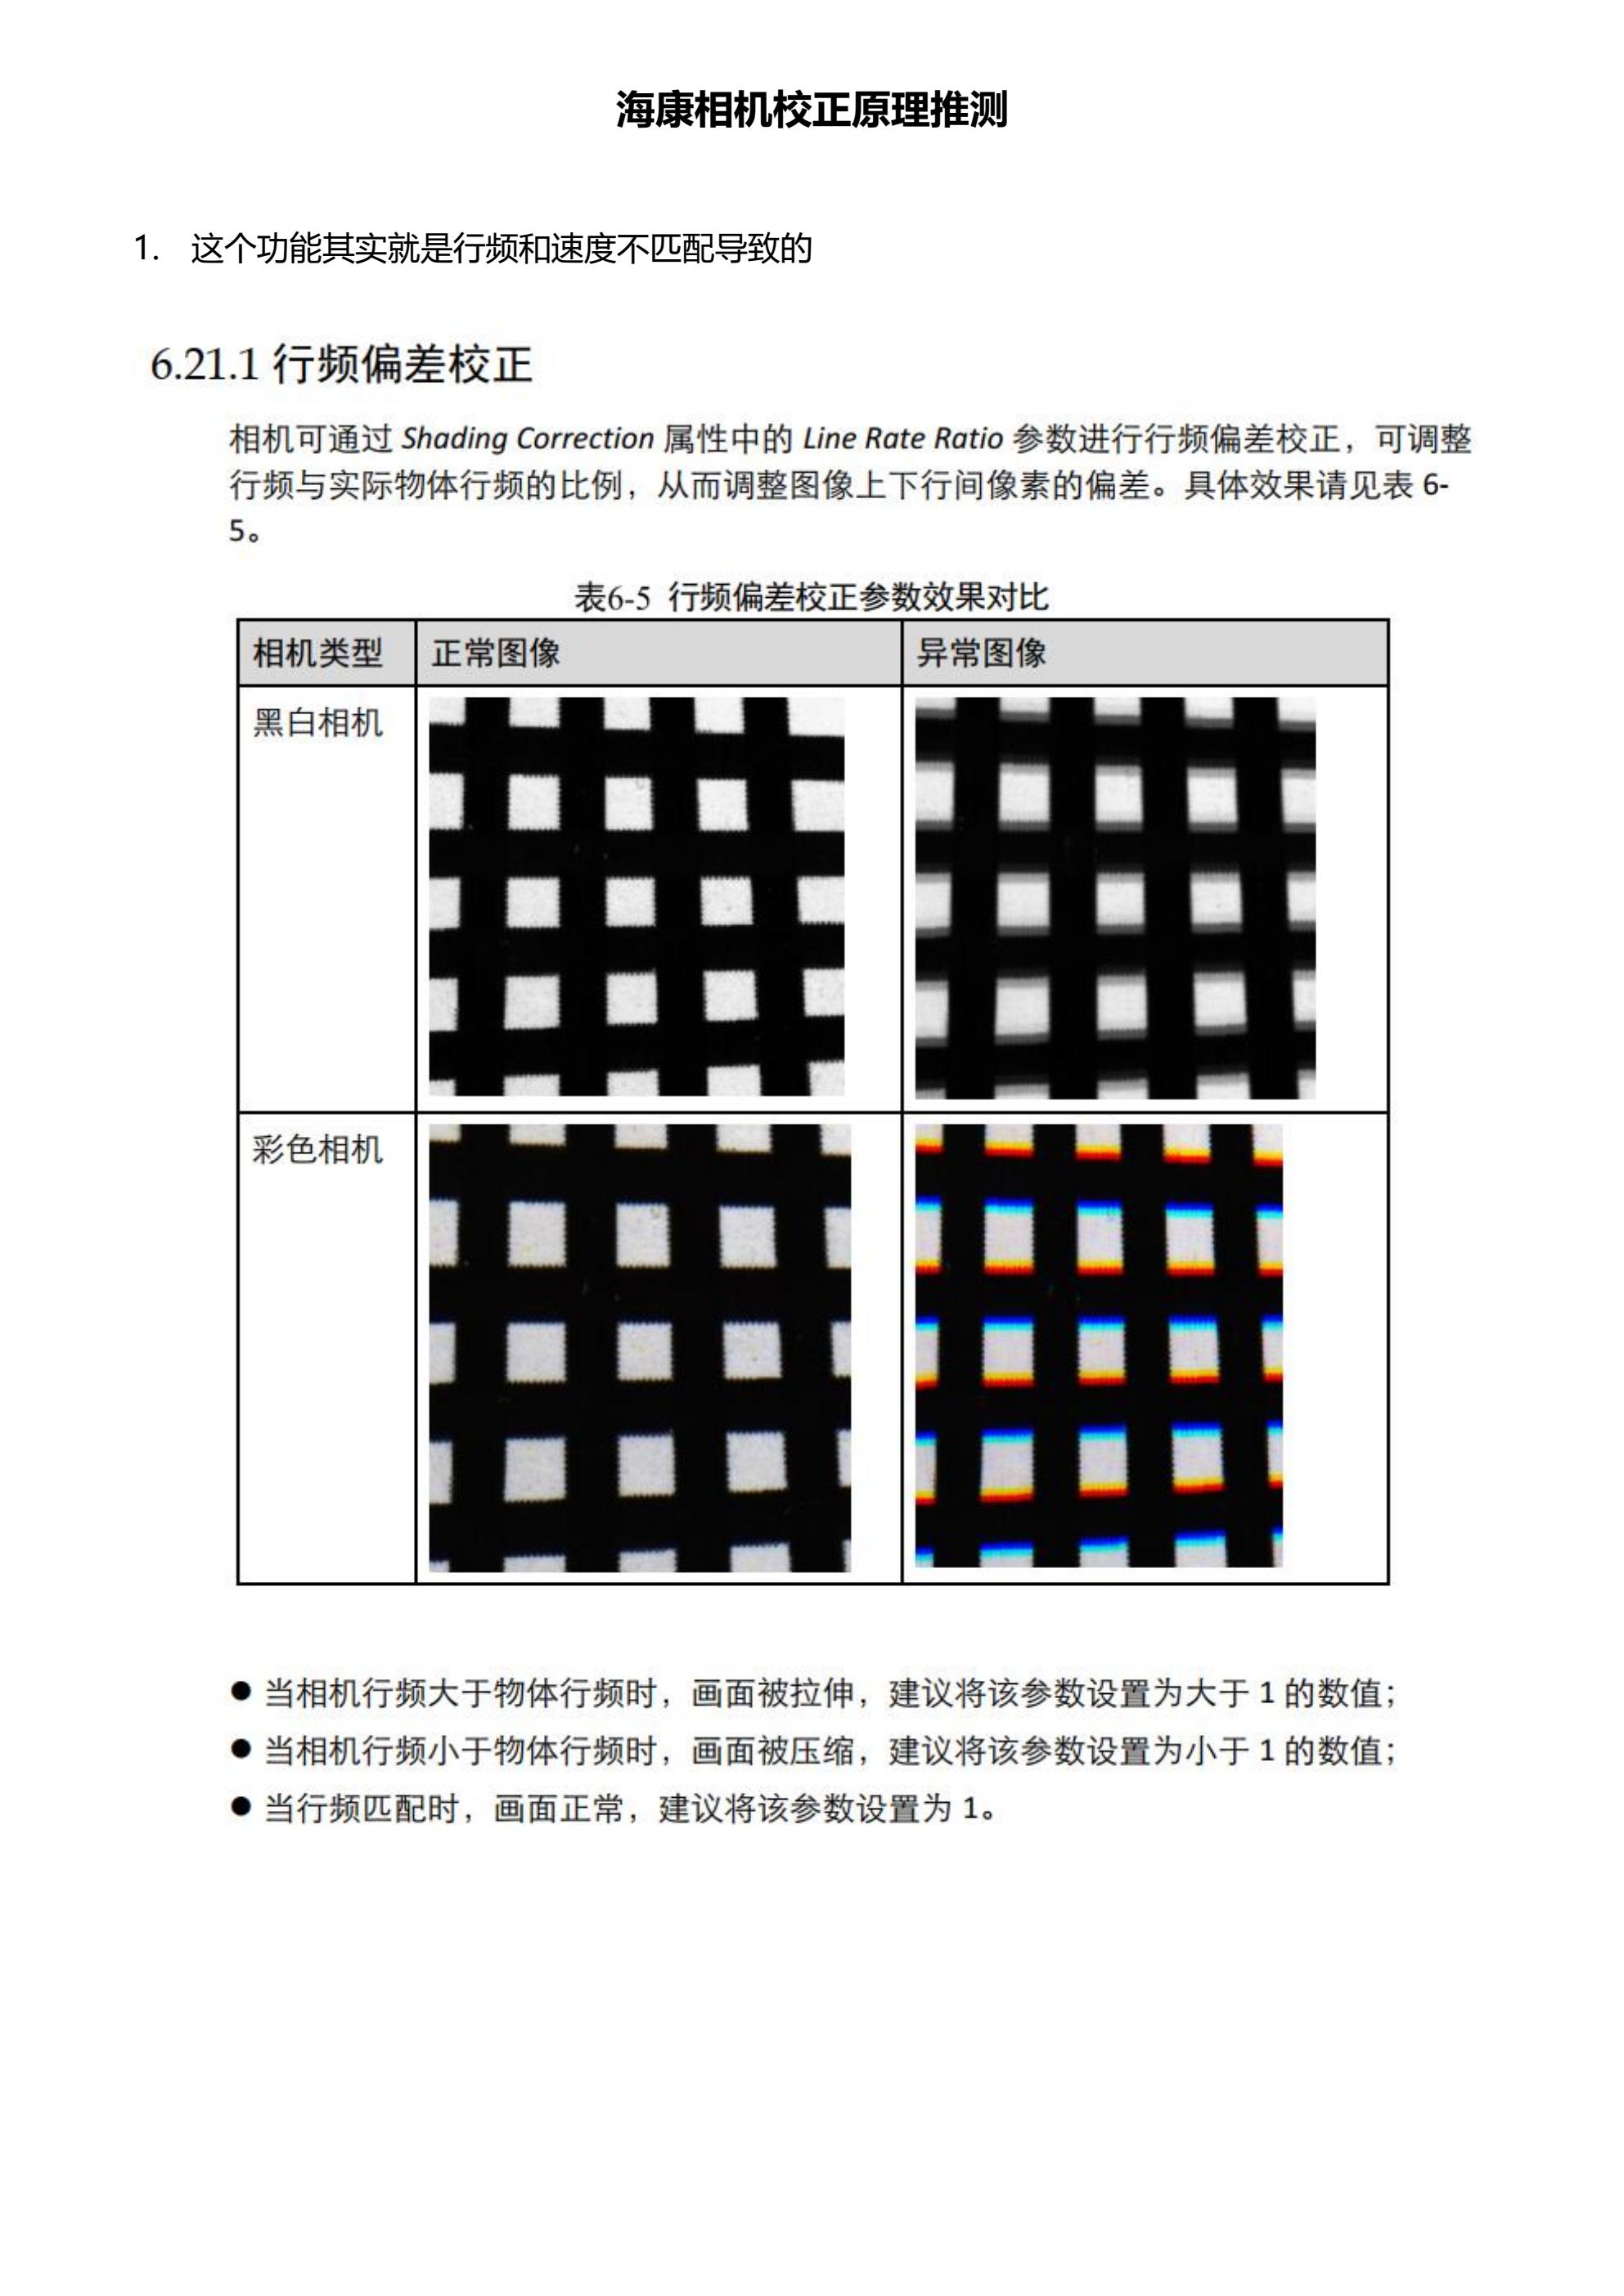 海康相机校正原理推测
1. 这个功能其实就是行频和速度不匹配导致的
6.21.1 行频偏差校正
相机可通过 Shading Correction 属性中的 Line Rate Ratio 参数进行行频偏差校正，可调整
行频与实际物体行频的比例，从而调整图像上下行间像素的偏差。具体效果请见表 6-
5。
表6-5 行频偏差校正参数效果对比
相机类型 正常图像 异常图像
黑白相机
彩色相机
● 当相机行频大于物体行频时，画面被拉伸，建议将该参数设置为大于 1 的数值；
● 当相机行频小于物体行频时，画面被压缩，建议将该参数设置为小于 1 的数值；
● 当行频匹配时，画面正常，建议将该参数设置为 1。